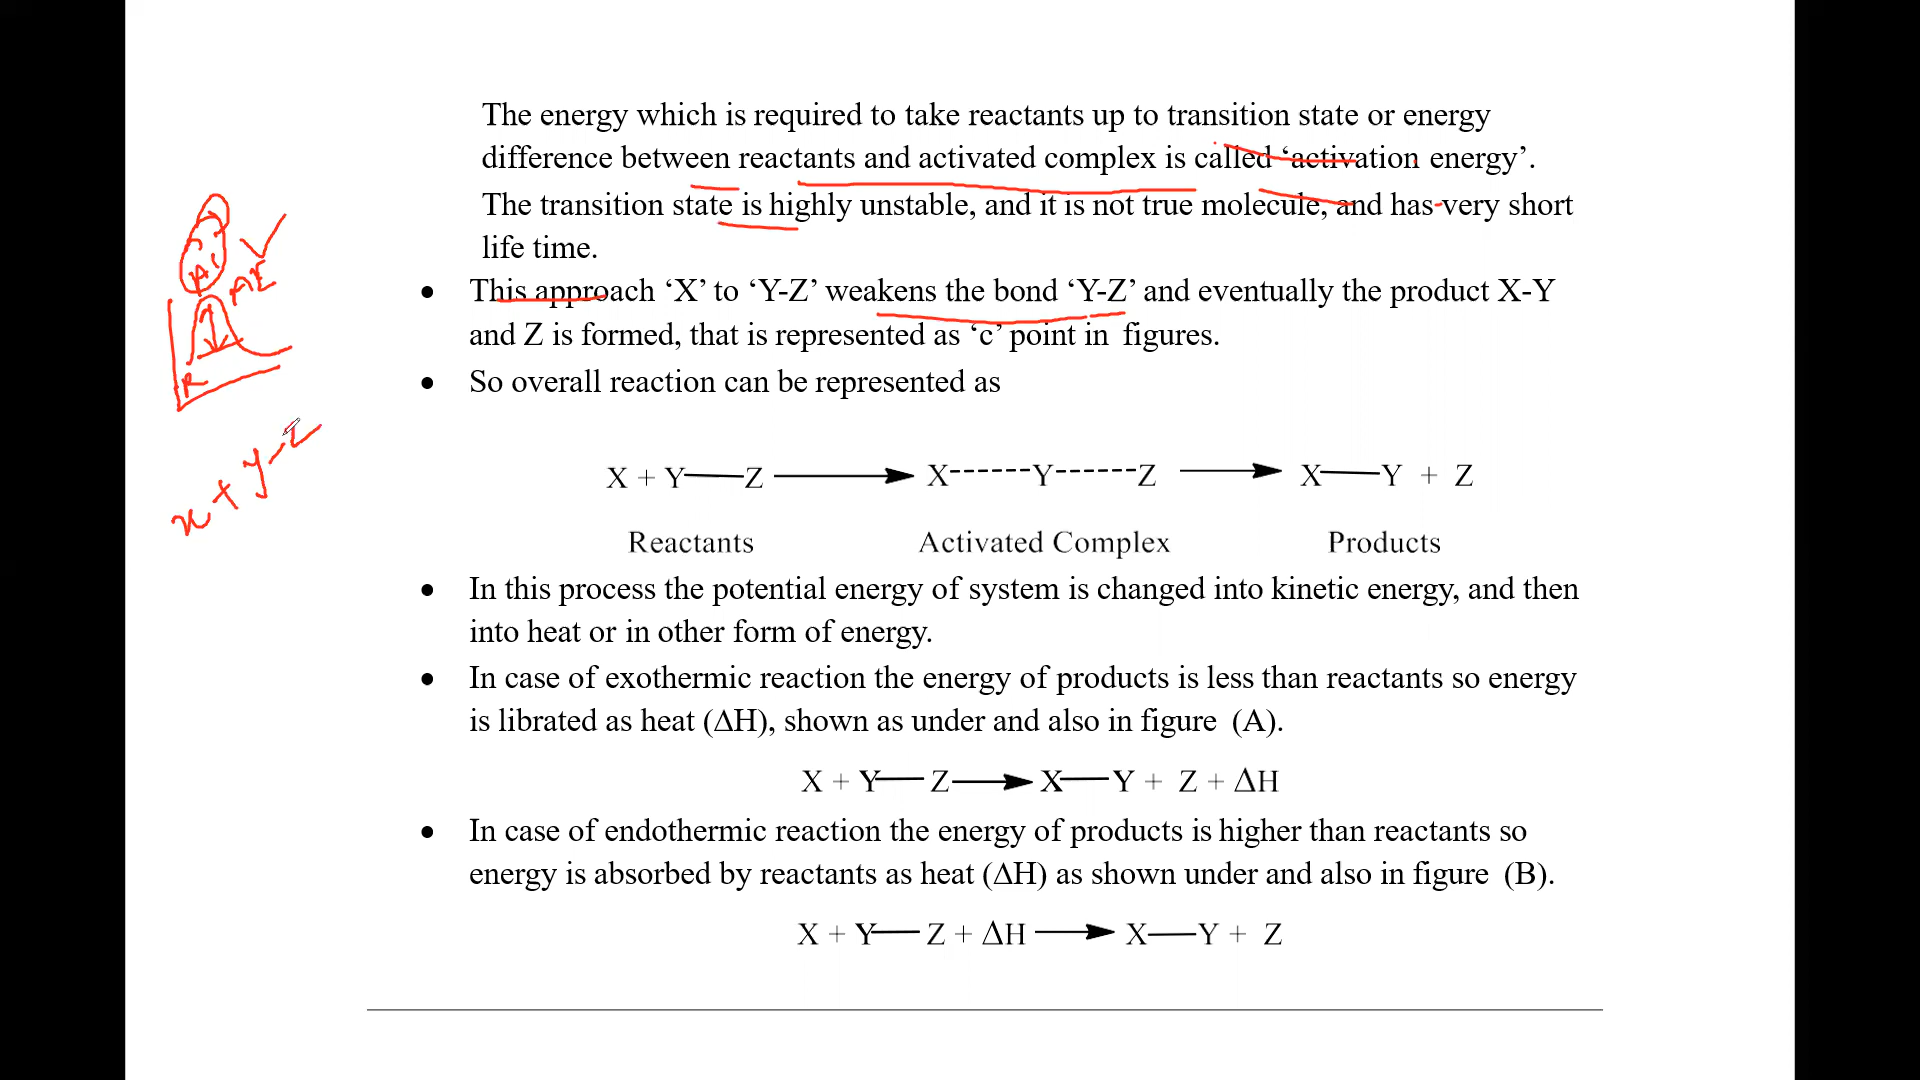 The energy which is required to take reactants up to transition state or energy
difference between reactants and activated complex is called ‘activation energy’.
The transition state is highly unstable, and it is not true molecule, and has very short
life time.
• This approach ‘X’ to ‘Y-Z’ weakens the bond ‘Y-Z’ and eventually the product X-Y
and Z is formed, that is represented as ‘c’ point in figures.
• So overall reaction can be represented as
AE
R
x + y-z
X + Y—Z ⟶ X------Y------Z ⟶ X—Y + Z
Reactants Activated Complex Products
• In this process the potential energy of system is changed into kinetic energy, and then
into heat or in other form of energy.
• In case of exothermic reaction the energy of products is less than reactants so energy
is librated as heat (ΔH), shown as under and also in figure (A).
X + Y—Z ⟶ X—Y + Z + ΔH
• In case of endothermic reaction the energy of products is higher than reactants so
energy is absorbed by reactants as heat (ΔH) as shown under and also in figure (B).
X + Y—Z + ΔH ⟶ X—Y + Z